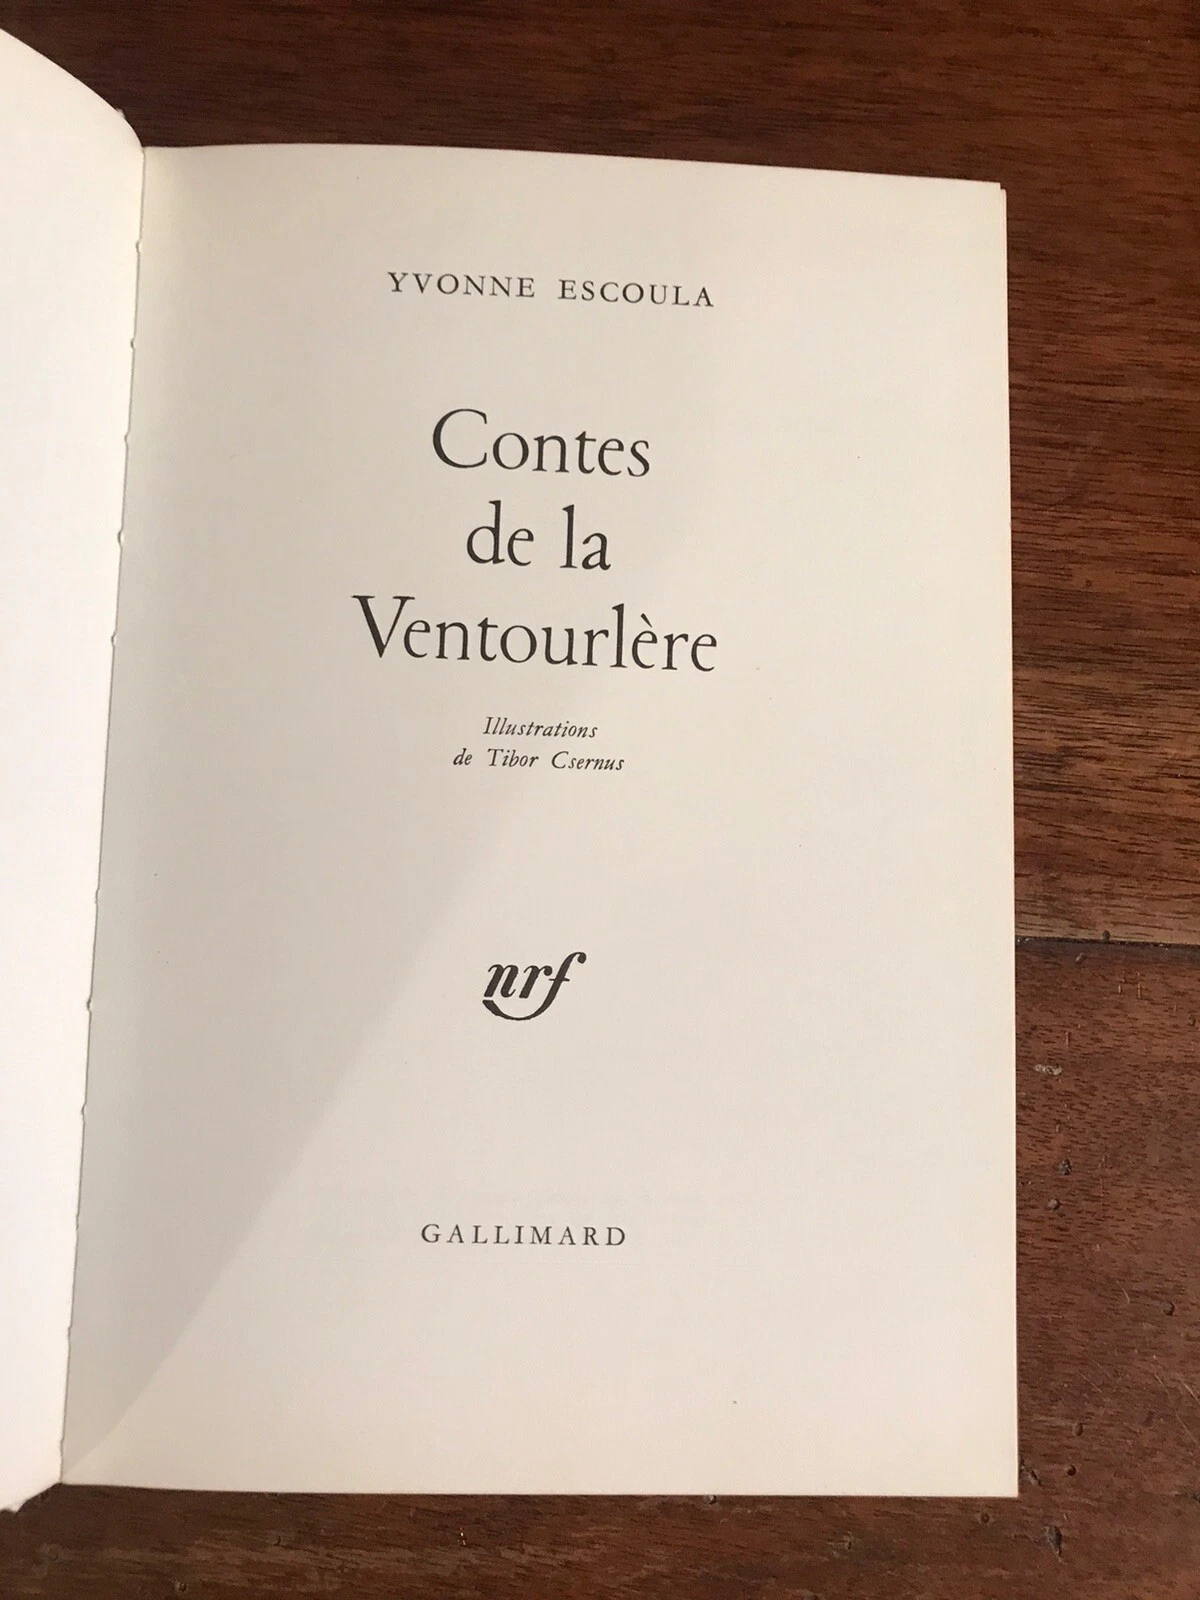 YVONNE ESCOULA
Contes
de la
Ventourlère
Illustrations
de Tibor Csernus
nrf
GALLIMARD